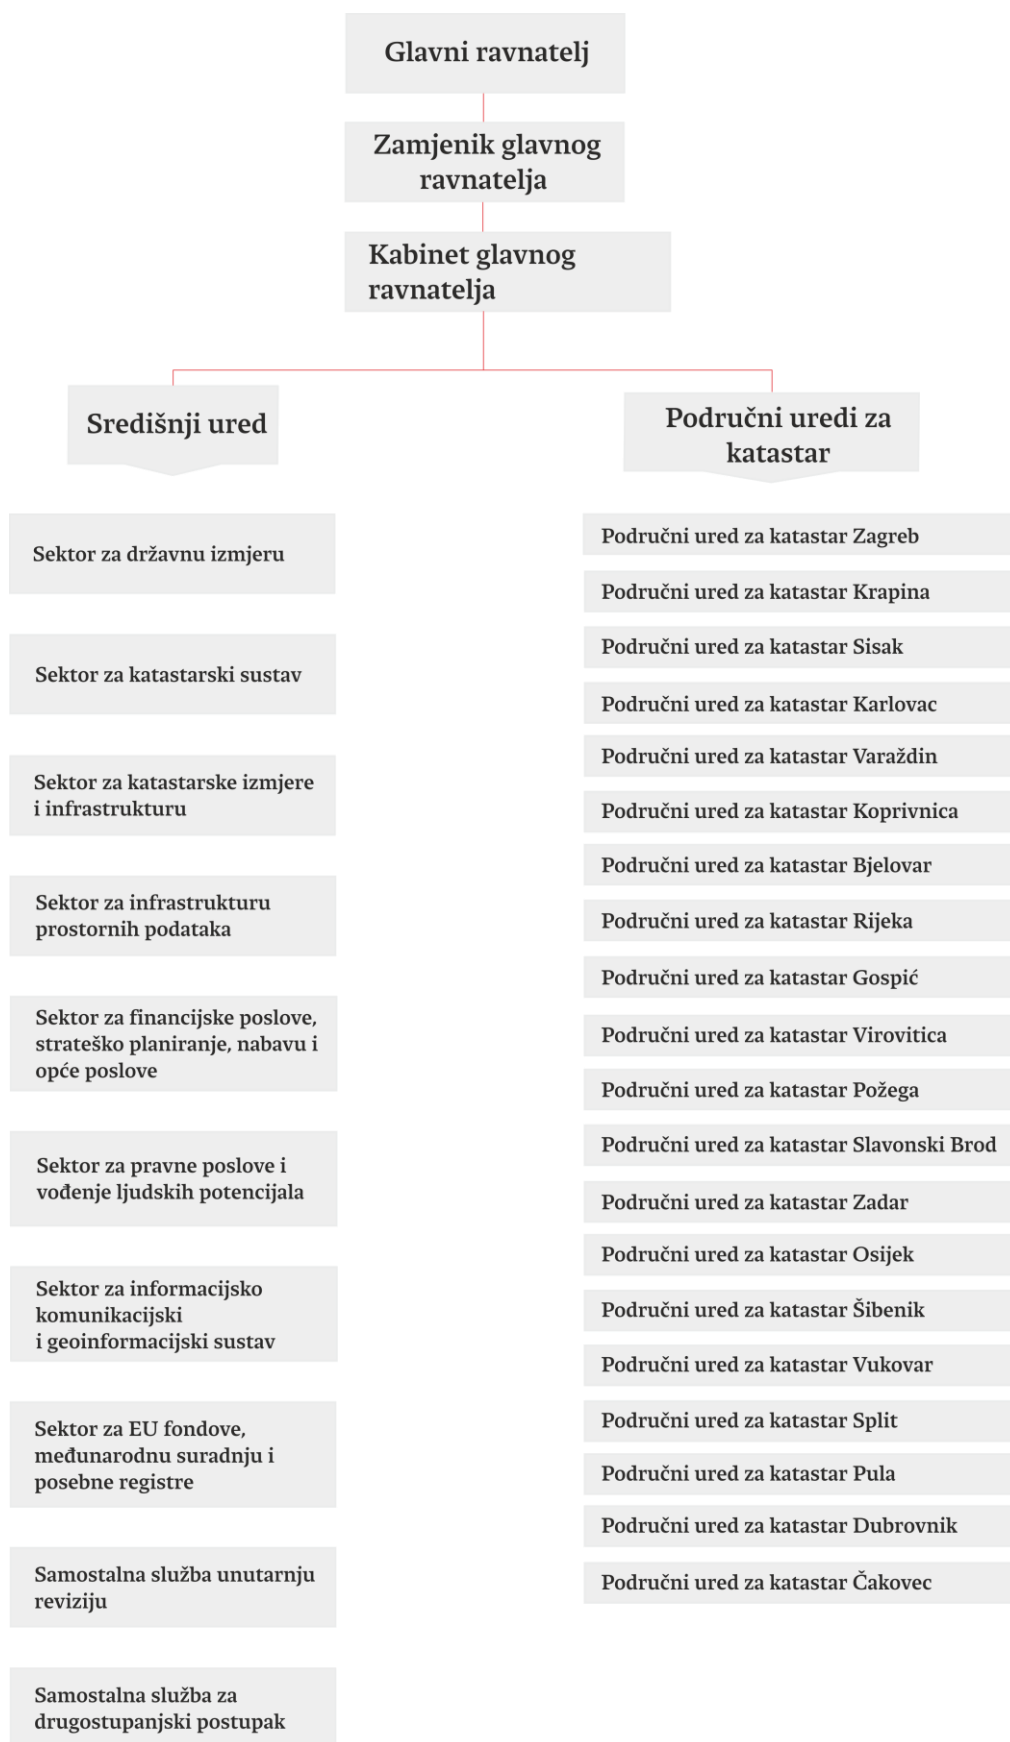 Glavni ravnatelj
Zamjenik glavnog
ravnatelja
Kabinet glavnog
ravnatelja
Središnji ured
Sektor za državnu izmjeru
Sektor za katastarski sustav
Sektor za katastarske izmjere
i infrastrukturu
Sektor za infrastrukturu
prostornih podataka
Sektor za financijske poslove,
strateško planiranje, nabavu i
opće poslove
Sektor za pravne poslove i
vođenje ljudskih potencijala
Sektor za informacijsko
komunikacijski
i geoinformacijski sustav
Sektor za EU fondove,
međunarodnu suradnju i
posebne registre
Samostalna služba unutarnju
reviziju
Samostalna služba za
drugostupanjski postupak
Područni uredi za
katastar
Područni ured za katastar Zagreb
Područni ured za katastar Krapina
Područni ured za katastar Sisak
Područni ured za katastar Karlovac
Područni ured za katastar Varaždin
Područni ured za katastar Koprivnica
Područni ured za katastar Bjelovar
Područni ured za katastar Rijeka
Područni ured za katastar Gospić
Područni ured za katastar Virovitica
Područni ured za katastar Požega
Područni ured za katastar Slavonski Brod
Područni ured za katastar Zadar
Područni ured za katastar Osijek
Područni ured za katastar Šibenik
Područni ured za katastar Vukovar
Područni ured za katastar Split
Područni ured za katastar Pula
Područni ured za katastar Dubrovnik
Područni ured za katastar Čakovec